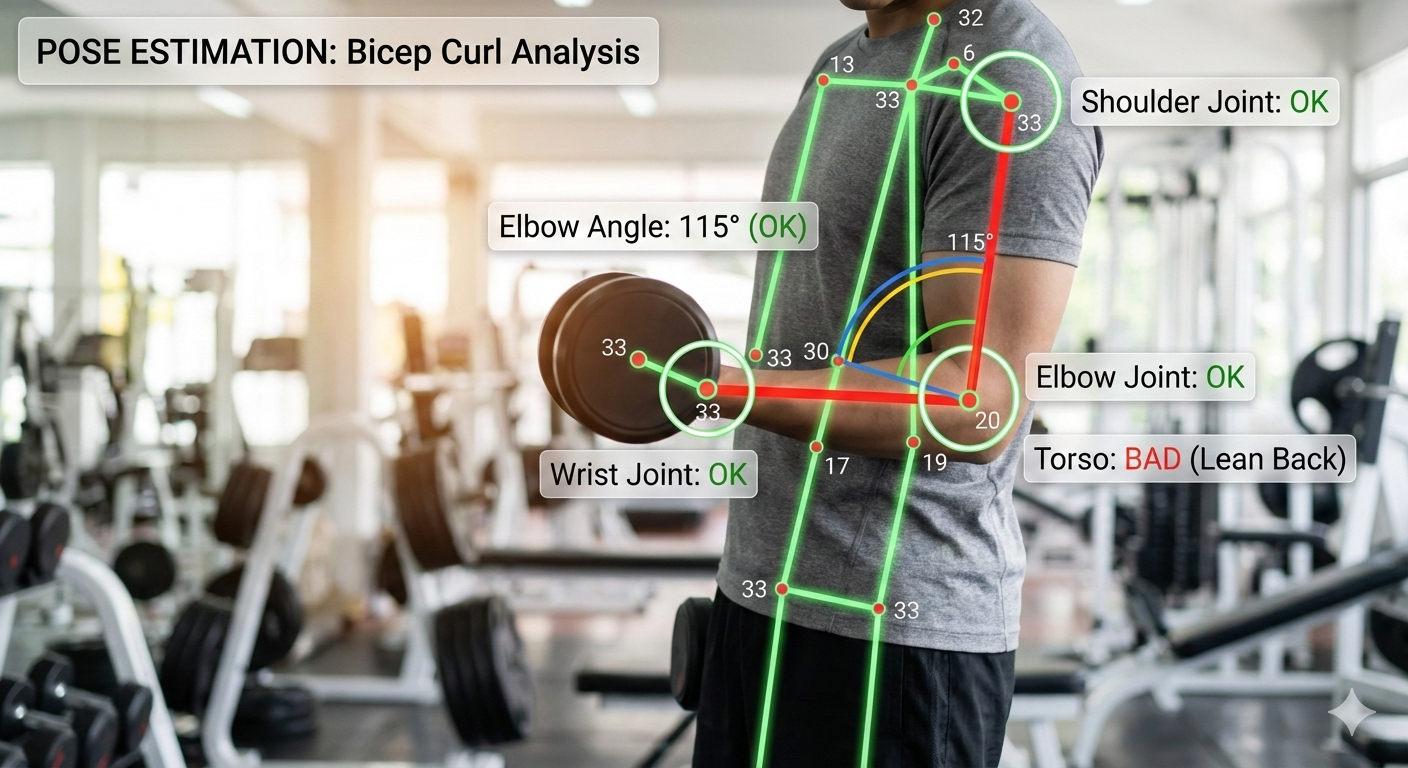 POSE ESTIMATION: Bicep Curl Analysis
32
6
13
33
33
Shoulder Joint: OK
Elbow Angle: 115° (OK)
115°
33
33
30
33
20
Elbow Joint: OK
17
19
Torso: BAD (Lean Back)
Wrist Joint: OK
33
33